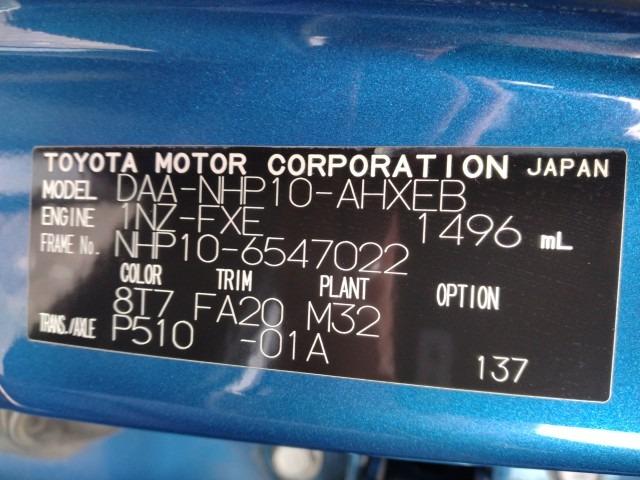 TOYOTA MOTOR CORPORATION JAPAN
MODEL DAA-NHP10-AHXEB
ENGINE 1NZ-FXE 1496 mL
FRAME No. NHP10-6547022
COLOR TRIM PLANT OPTION
8T7 FA20 M32
TRANS./AXLE P510 -01A
137